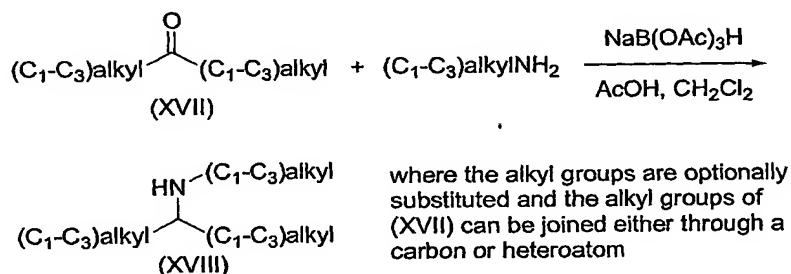 O
(C₁-C₃)alkyl (C₁-C₃)alkyl + (C₁-C₃)alkylNH₂ NaB(OAc)₃H
AcOH, CH₂Cl₂
(XVII)
HN (C₁-C₃)alkyl
(C₁-C₃)alkyl (C₁-C₃)alkyl
(XVIII)
where the alkyl groups are optionally
substituted and the alkyl groups of
(XVII) can be joined either through a
carbon or heteroatom